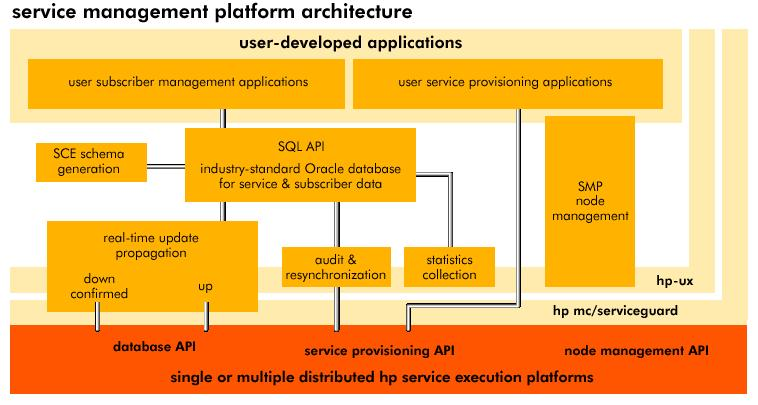 service management platform architecture
user-developed applications
user subscriber management applications
user service provisioning applications
SCE schema
generation
SQL API
industry-standard Oracle database
for service & subscriber data
SMP
node
management
real-time update
propagation
down
confirmed
up
audit &
resynchronization
statistics
collection
hp-ux
hp mc/serviceguard
database API
service provisioning API
node management API
single or multiple distributed hp service execution platforms